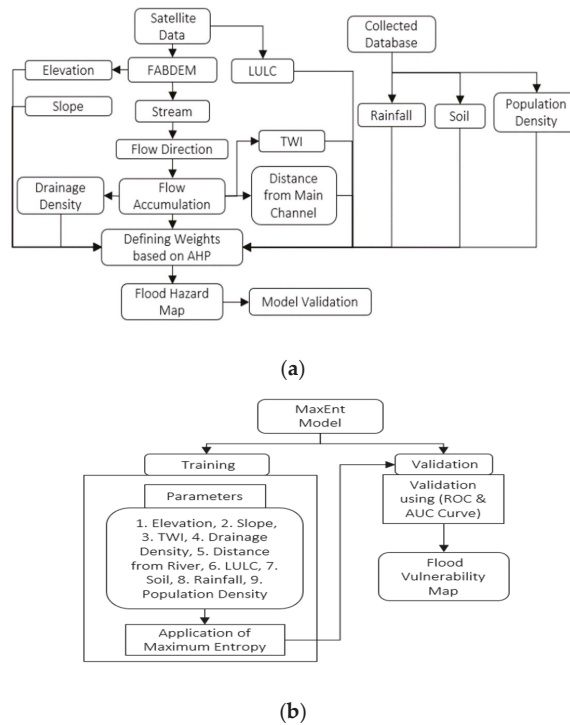 Satellite
Data
Collected
Database
Elevation
FABDEM
LULC
Slope
Stream
Rainfall
Soil
Population
Density
Flow Direction
TWI
Drainage
Density
Flow
Accumulation
Distance
from Main
Channel
Defining Weights
based on AHP
Flood Hazard
Map
Model Validation
(a)
MaxEnt
Model
Training
Validation
Parameters
1. Elevation, 2. Slope,
3. TWI, 4. Drainage
Density, 5. Distance
from River, 6. LULC, 7.
Soil, 8. Rainfall, 9.
Population Density
Validation
using (ROC &
AUC Curve)
Flood
Vulnerability
Map
Application of
Maximum Entropy
(b)